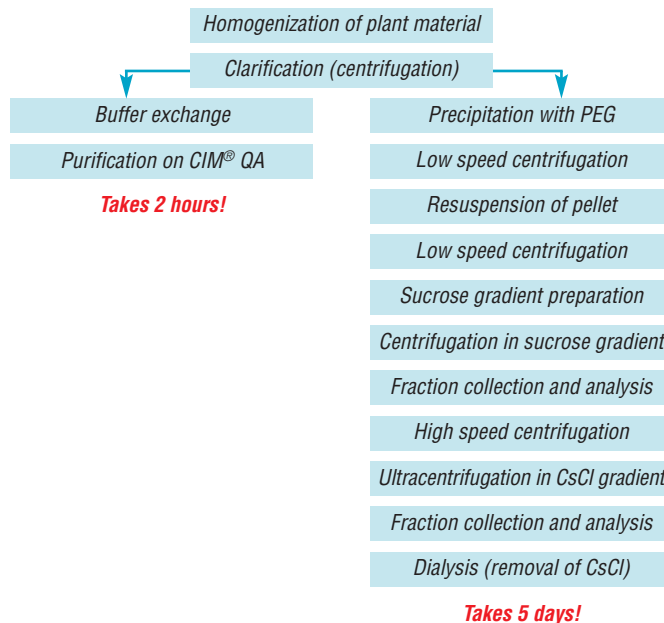 Homogenization of plant material
Clarification (centrifugation)
Buffer exchange
Purification on CIM® QA
Takes 2 hours!
Precipitation with PEG
Low speed centrifugation
Resuspension of pellet
Low speed centrifugation
Sucrose gradient preparation
Centrifugation in sucrose gradient
Fraction collection and analysis
High speed centrifugation
Ultracentrifugation in CsCl gradient
Fraction collection and analysis
Dialysis (removal of CsCl)
Takes 5 days!